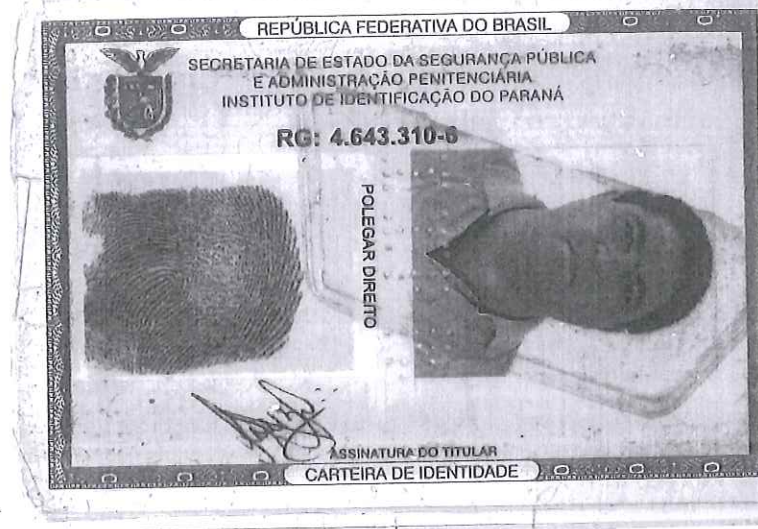 REPÚBLICA FEDERATIVA DO BRASIL
SECRETARIA DE ESTADO DA SEGURANÇA PÚBLICA
E ADMINISTRAÇÃO PENITENCIÁRIA
INSTITUTO DE IDENTIFICAÇÃO DO PARANÁ
RG: 4.643.310-6
POLEGAR DIREITO
ASSINATURA DO TITULAR
CARTEIRA DE IDENTIDADE